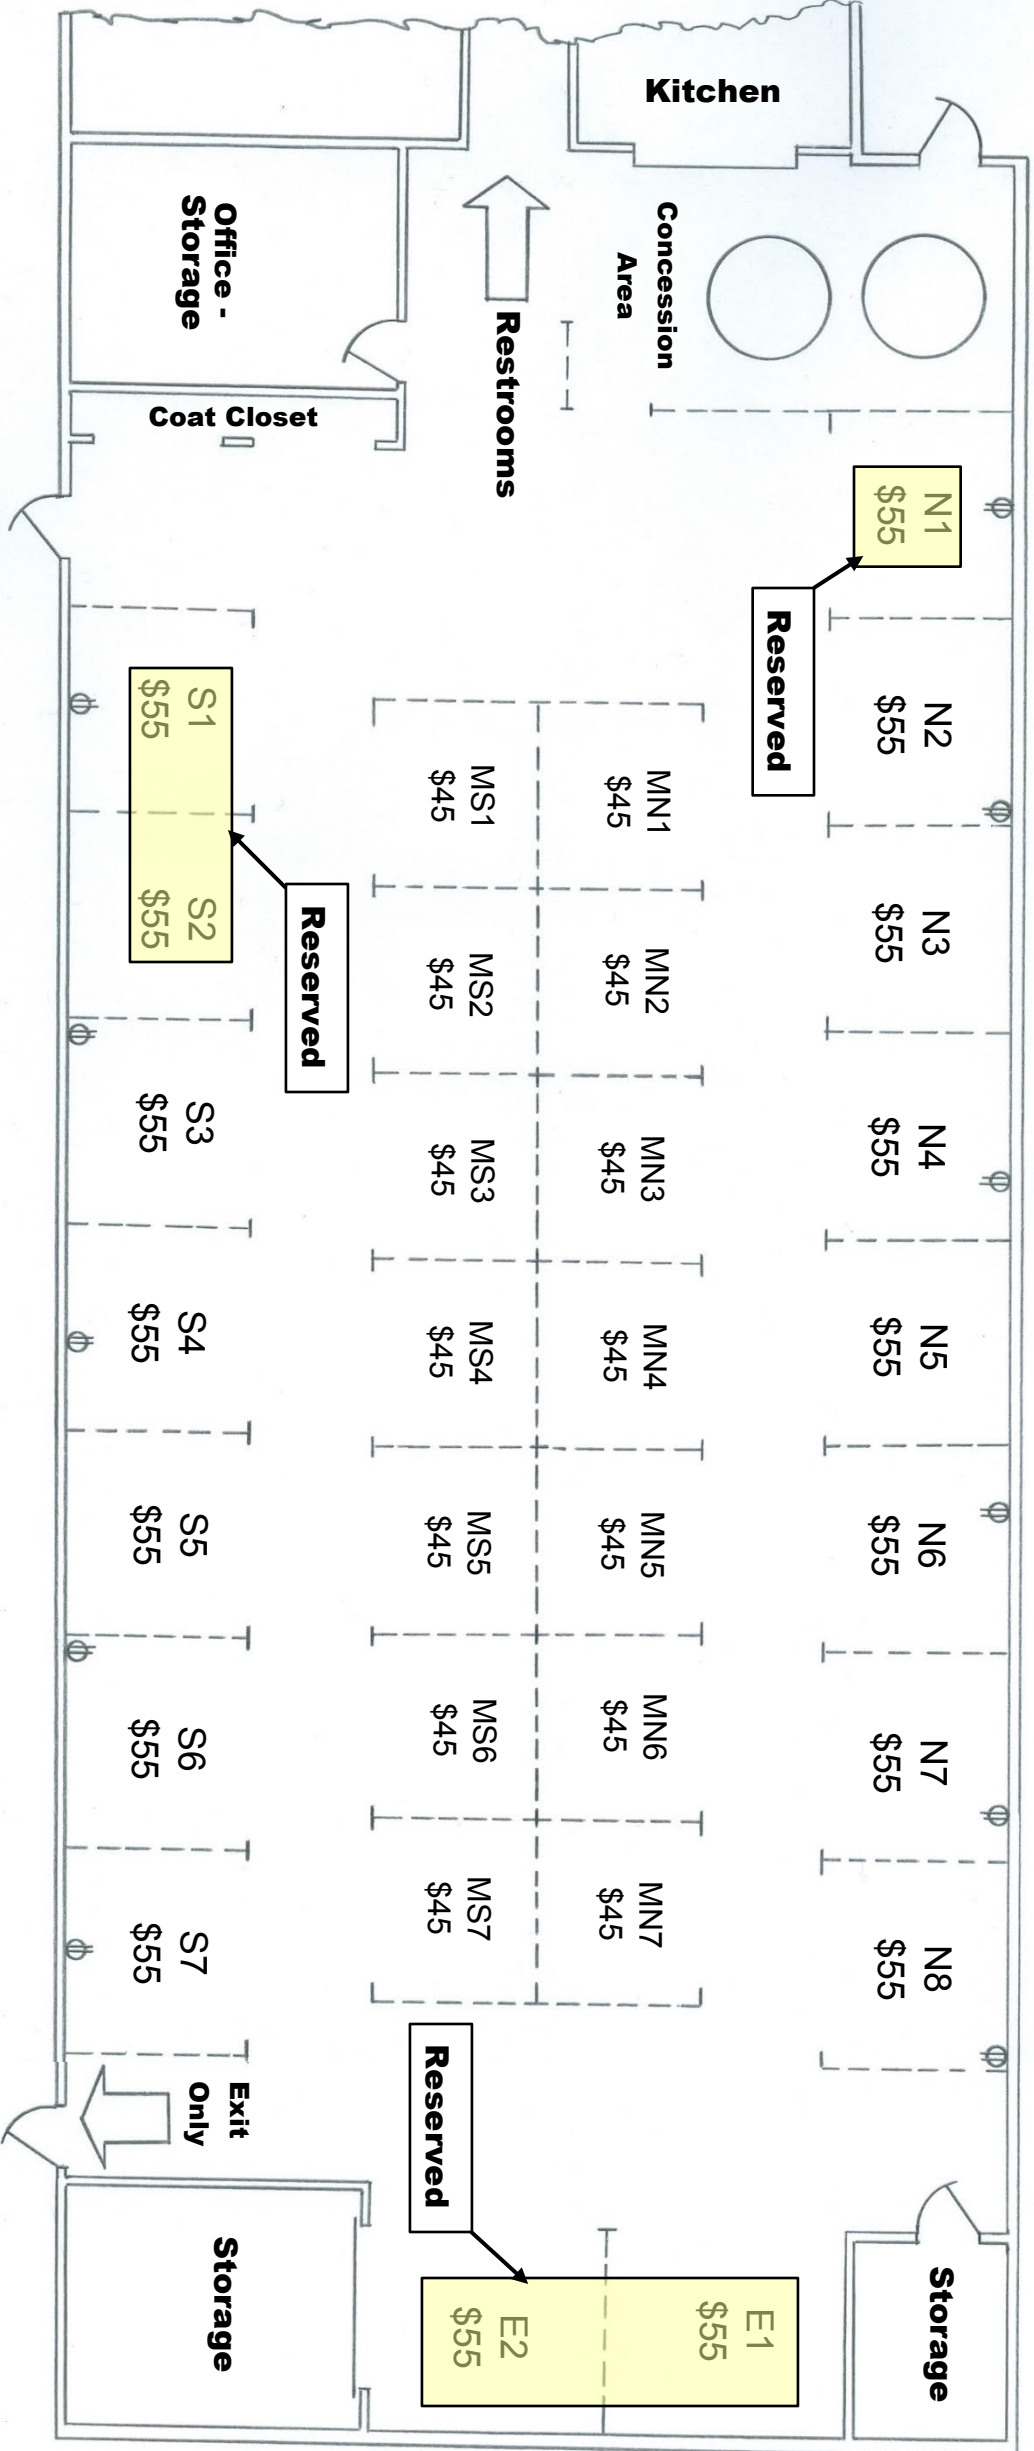 Kitchen
Concession
Area
Restrooms
Office -
Storage
Coat Closet
N1
$55
Reserved
N2
$55
N3
$55
N4
$55
N5
$55
N6
$55
N7
$55
N8
$55
MN1
$45
MN2
$45
MN3
$45
MN4
$45
MN5
$45
MN6
$45
MN7
$45
MS1
$45
MS2
$45
MS3
$45
MS4
$45
MS5
$45
MS6
$45
MS7
$45
S1
$55
S2
$55
Reserved
S3
$55
S4
$55
S5
$55
S6
$55
S7
$55
Exit
Only
Reserved
E1
$55
E2
$55
Storage
Storage